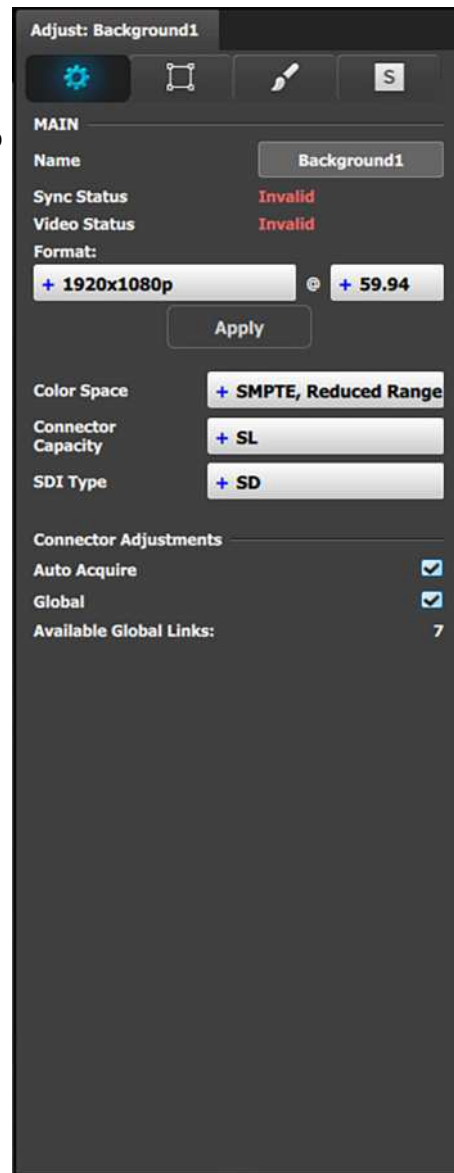 Adjust: Background1
S
MAIN
Name Background1
Sync Status Invalid
Video Status Invalid
Format:
+ 1920x1080p @ + 59.94
Apply
Color Space + SMPTE, Reduced Range
Connector
Capacity + SL
SDI Type + SD
Connector Adjustments
Auto Acquire
Global
Available Global Links: 7